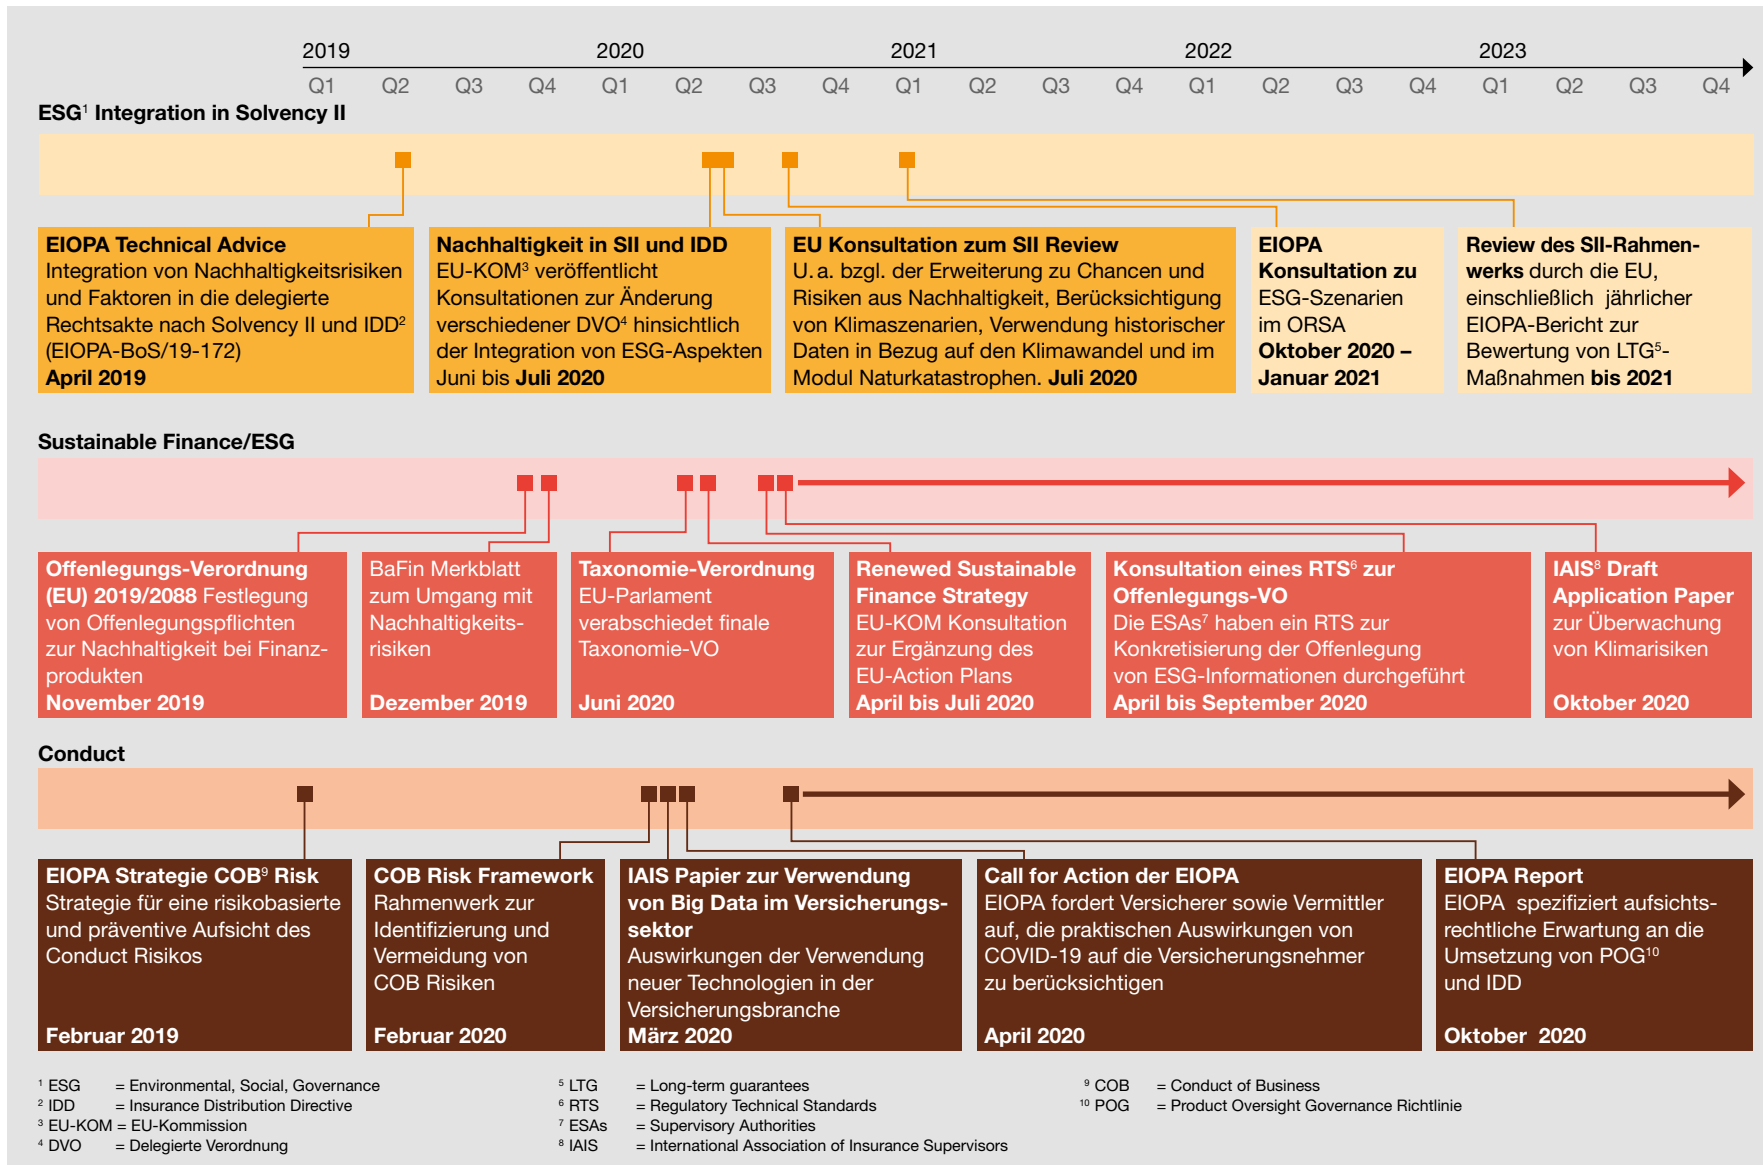 2019 2020 2021 2022 2023
Q1 Q2 Q3 Q4 Q1 Q2 Q3 Q4 Q1 Q2 Q3 Q4 Q1 Q2 Q3 Q4 Q1 Q2 Q3 Q4
ESG¹ Integration in Solvency II
EIOPA Technical Advice
Integration von Nachhaltigkeitsrisiken
und Faktoren in die delegierte
Rechtsakte nach Solvency II und IDD²
(EIOPA-BoS/19-172)
April 2019
Nachhaltigkeit in SII und IDD
EU-KOM³ veröffentlicht
Konsultationen zur Änderung
verschiedener DVO⁴ hinsichtlich
der Integration von ESG-Aspekten
Juni bis Juli 2020
EU Konsultation zum SII Review
U. a. bzgl. der Erweiterung zu Chancen und
Risiken aus Nachhaltigkeit, Berücksichtigung
von Klimaszenarien, Verwendung historischer
Daten in Bezug auf den Klimawandel und im
Modul Naturkatastrophen. Juli 2020
EIOPA
Konsultation zu
ESG-Szenarien
im ORSA
Oktober 2020 –
Januar 2021
Review des SII-Rahmen-
werks durch die EU,
einschließlich jährlicher
EIOPA-Bericht zur
Bewertung von LTG⁵-
Maßnahmen bis 2021
Sustainable Finance/ESG
Offenlegungs-Verordnung
(EU) 2019/2088 Festlegung
von Offenlegungspflichten
zur Nachhaltigkeit bei Finanz-
produkten
November 2019
BaFin Merkblatt
zum Umgang mit
Nachhaltigkeits-
risiken
Dezember 2019
Taxonomie-Verordnung
EU-Parlament
verabschiedet finale
Taxonomie-VO
Juni 2020
Renewed Sustainable
Finance Strategy
EU-KOM Konsultation
zur Ergänzung des
EU-Action Plans
April bis Juli 2020
Konsultation eines RTS⁶ zur
Offenlegungs-VO
Die ESAs⁷ haben ein RTS zur
Konkretisierung der Offenlegung
von ESG-Informationen durchgeführt
April bis September 2020
IAIS⁸ Draft
Application Paper
zur Überwachung
von Klimarisiken
Oktober 2020
Conduct
EIOPA Strategie COB⁹ Risk
Strategie für eine risikobasierte
und präventive Aufsicht des
Conduct Risikos
Februar 2019
COB Risk Framework
Rahmenwerk zur
Identifizierung und
Vermeidung von
COB Risiken
Februar 2020
IAIS Papier zur Verwendung
von Big Data im Versicherungs-
sektor
Auswirkungen der Verwendung
neuer Technologien in der
Versicherungsbranche
März 2020
Call for Action der EIOPA
EIOPA fordert Versicherer sowie Vermittler
auf, die praktischen Auswirkungen von
COVID-19 auf die Versicherungsnehmer
zu berücksichtigen
April 2020
EIOPA Report
EIOPA spezifiziert aufsichts-
rechtliche Erwartung an die
Umsetzung von POG¹⁰
und IDD
Oktober 2020
¹ ESG = Environmental, Social, Governance
² IDD = Insurance Distribution Directive
³ EU-KOM = EU-Kommission
⁴ DVO = Delegierte Verordnung
⁵ LTG = Long-term guarantees
⁶ RTS = Regulatory Technical Standards
⁷ ESAs = Supervisory Authorities
⁸ IAIS = International Association of Insurance Supervisors
⁹ COB = Conduct of Business
¹⁰ POG = Product Oversight Governance Richtlinie